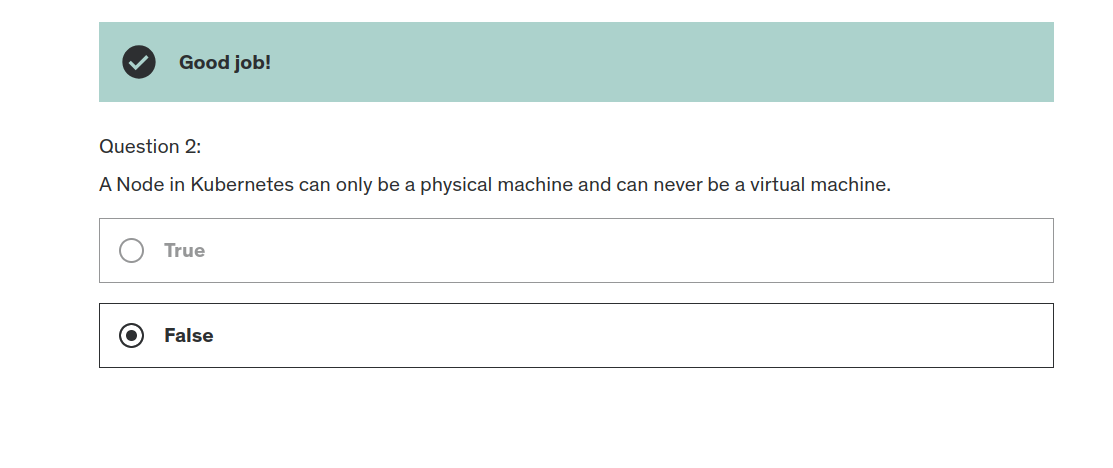 Good job!
Question 2:
A Node in Kubernetes can only be a physical machine and can never be a virtual machine.
True
False